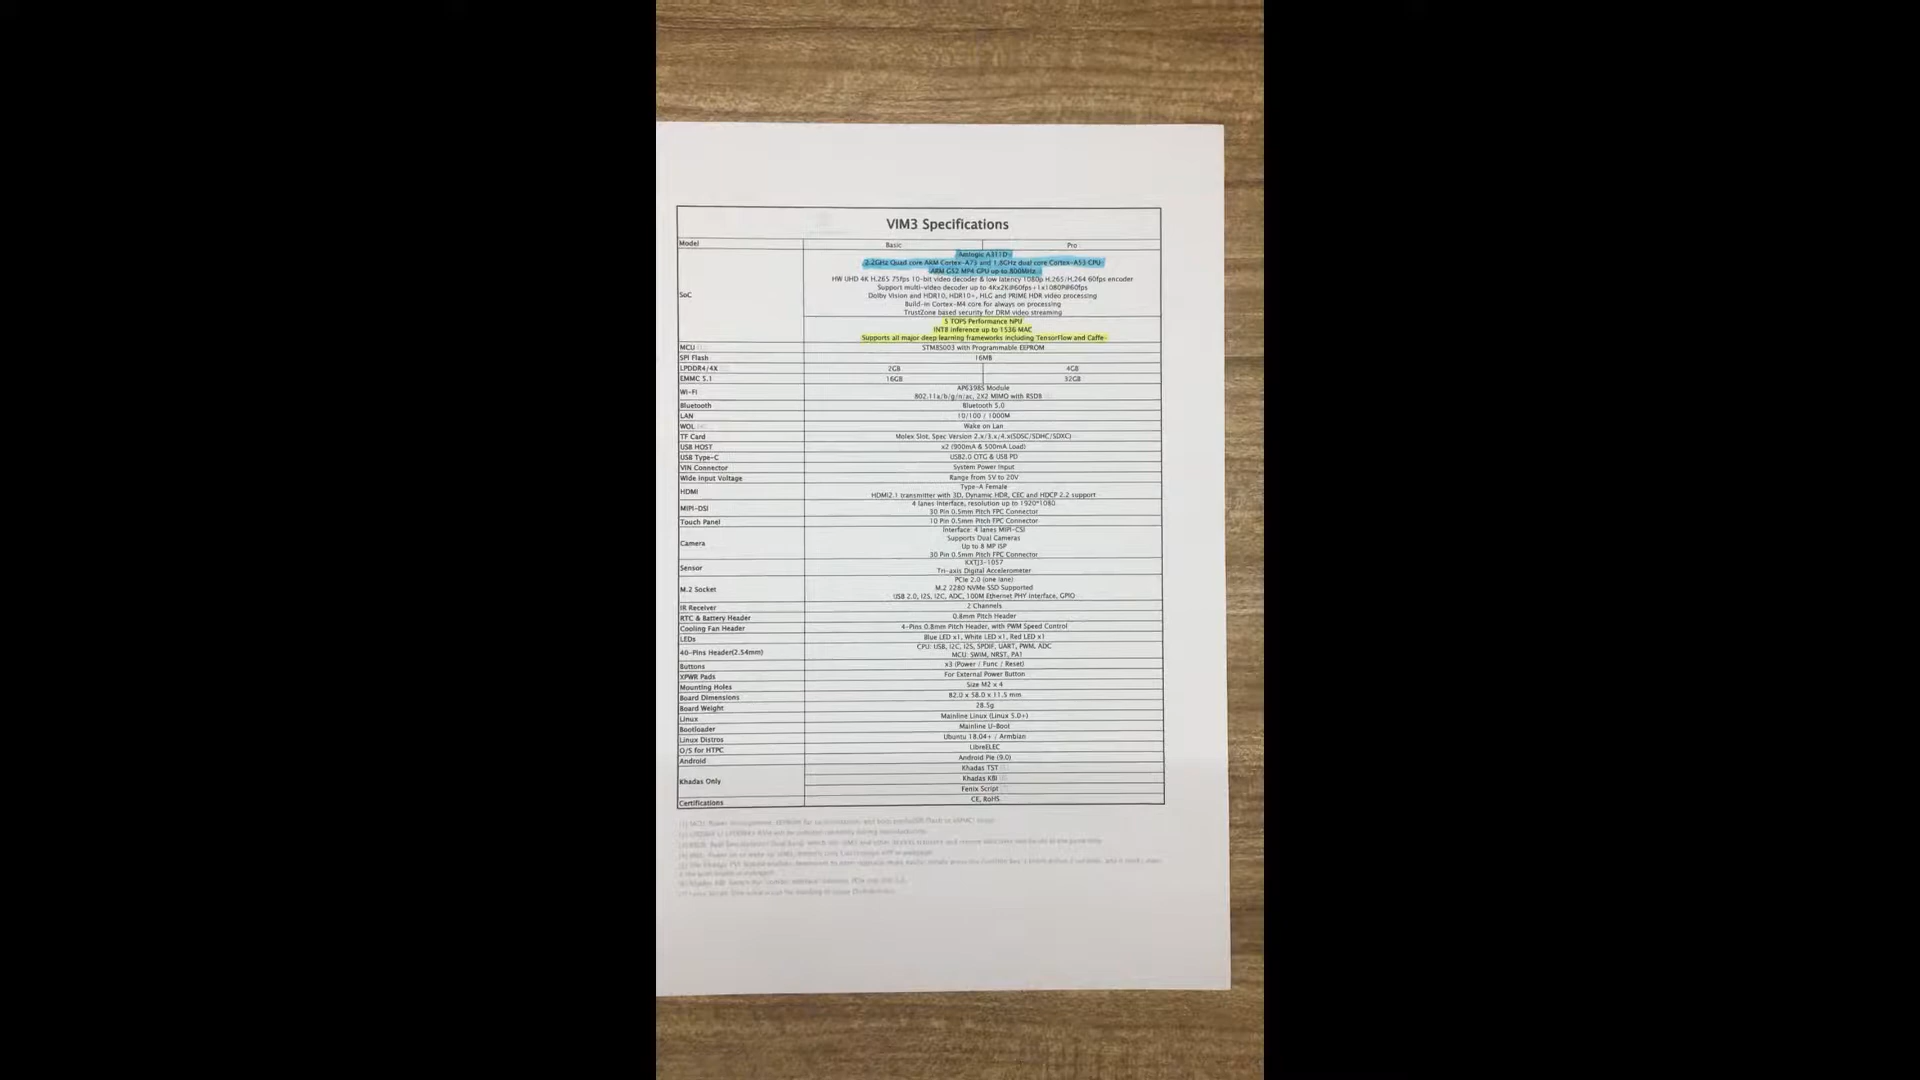 VIM3 Specifications
Model Basic Pro
SoC
Amlogic A311D
2.2GHz Quad core ARM Cortex-A73 and 1.8GHz dual core Cortex-A53 CPU
ARM G52 MP4 GPU up to 800MHz
HW UHD 4K H.265 75fps 10-bit video decoder & low latency 1080p H.265/H.264 60fps encoder
Support multi-video decoder up to 4Kx2K@60fps+1x1080P@60fps
Dolby Vision and HDR10, HDR10+, HLG and PRIME HDR video processing
Build-in Cortex-M4 core for always on processing
TrustZone based security for DRM video streaming
5 TOPS Performance NPU
INT8 inference up to 1536 MAC
Supports all major deep learning frameworks including TensorFlow and Caffe
MCU STM8S003 with Programmable EEPROM
SPI Flash 16MB
LPDDR4/4X 2GB 4GB
EMMC 5.1 16GB 32GB
Wi-Fi
AP6398S Module
802.11a/b/g/n/ac, 2X2 MIMO with RSDB
Bluetooth Bluetooth 5.0
LAN 10/100/1000M
WOL Wake on Lan
TF Card Molex Slot, Spec Version 2.x/3.x/4.x(SDSC/SDHC/SDXC)
USB HOST x2 (900mA & 500mA Load)
USB Type-C USB2.0 OTG & USB PD
VIN Connector System Power Input
Wide Input Voltage Range from 5V to 20V
HDMI
Type-A Female
HDMI2.1 transmitter with 3D, Dynamic HDR, CEC and HDCP 2.2 support
MIPI-DSI
4 lanes interface, resolution up to 1920*1080
30 Pin 0.5mm Pitch FPC Connector
Touch Panel 10 Pin 0.5mm Pitch FPC Connector
Camera
Interface: 4 lanes MIPI-CSI
Supports Dual Cameras
Up to 8 MP ISP
30 Pin 0.5mm Pitch FPC Connector
Sensor
KXTJ3-1057
Tri-axis Digital Accelerometer
M.2 Socket
PCIe 2.0 (one lane)
M.2 2280 NVMe SSD Supported
USB 2.0, I2S, I2C, ADC, 100M Ethernet PHY Interface, GPIO
IR Receiver 2 Channels
RTC & Battery Header 0.8mm Pitch Header
Cooling Fan Header 4-Pins 0.8mm Pitch Header, with PWM Speed Control
LEDs Blue LED x1, White LED x1, Red LED x1
40-Pins Header(2.54mm)
CPU: USB, I2C, I2S, SPDIF, UART, PWM, ADC
MCU: SWIM, NRST, PA1
Buttons x3 (Power / Func / Reset)
XPWR Pads For External Power Button
Mounting Holes Size M2 x 4
Board Dimensions 82.0 x 58.0 x 11.5 mm
Board Weight 28.5g
Linux Mainline Linux (Linux 5.0+)
Bootloader Mainline U-Boot
Linux Distros Ubuntu 18.04+ / Armbian
O/S for HTPC LibreELEC
Android Android Pie (9.0)
Khadas Only
Khadas TST
Khadas KBI
Fenix Script
Certifications CE, RoHS